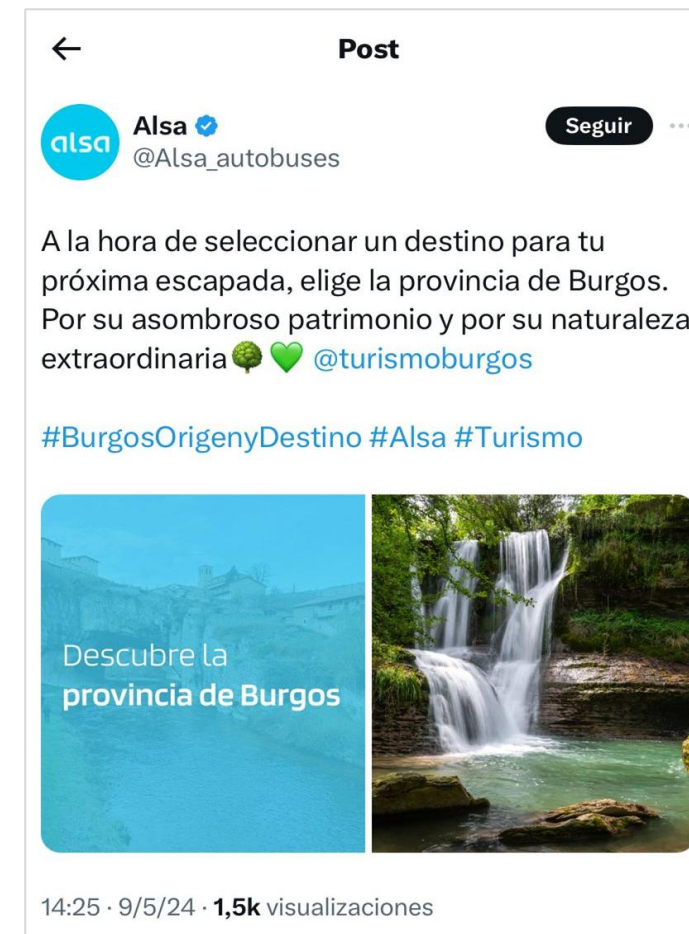 Post
alsa
Alsa
@Alsa_autobuses
Seguir
A la hora de seleccionar un destino para tu
próxima escapada, elige la provincia de Burgos.
Por su asombroso patrimonio y por su naturaleza
extraordinaria🌳💚 @turismoburgos
#BurgosOrigenyDestino #Alsa #Turismo
Descubre la
provincia de Burgos
14:25 · 9/5/24 · 1,5k visualizaciones